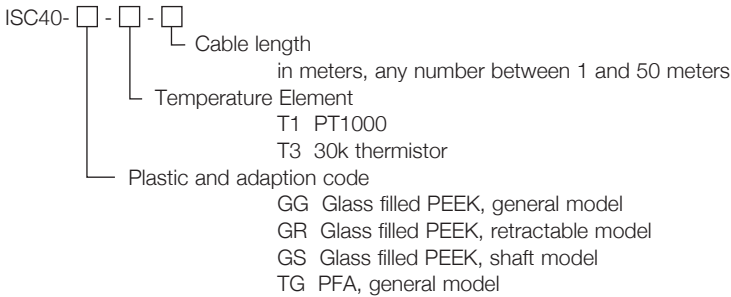 ISC40- □ - □ - □
Cable length
in meters, any number between 1 and 50 meters
Temperature Element
T1 PT1000
T3 30k thermistor
Plastic and adaption code
GG Glass filled PEEK, general model
GR Glass filled PEEK, retractable model
GS Glass filled PEEK, shaft model
TG PFA, general model